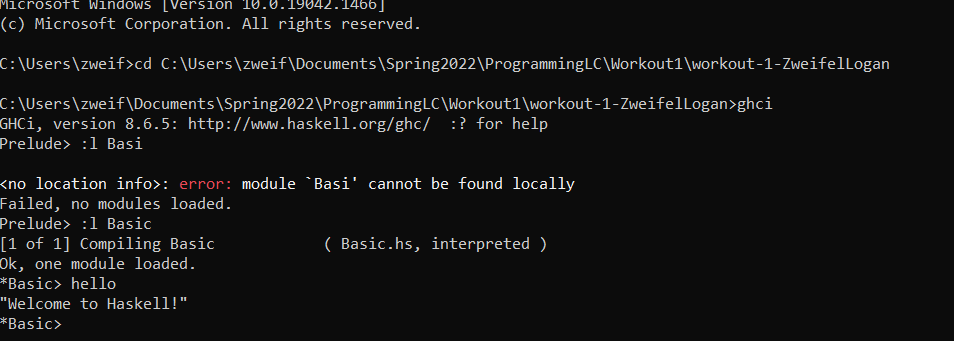 Microsoft Windows [Version 10.0.19042.1466]
(c) Microsoft Corporation. All rights reserved.
C:\Users\zweif>cd C:\Users\zweif\Documents\Spring2022\ProgrammingLC\Workout1\workout-1-ZweifelLogan
C:\Users\zweif\Documents\Spring2022\ProgrammingLC\Workout1\workout-1-ZweifelLogan>ghci
GHCi, version 8.6.5: http://www.haskell.org/ghc/  :? for help
Prelude> :l Basi
<no location info>: error: module `Basi' cannot be found locally
Failed, no modules loaded.
Prelude> :l Basic
[1 of 1] Compiling Basic            ( Basic.hs, interpreted )
Ok, one module loaded.
*Basic> hello
"Welcome to Haskell!"
*Basic>